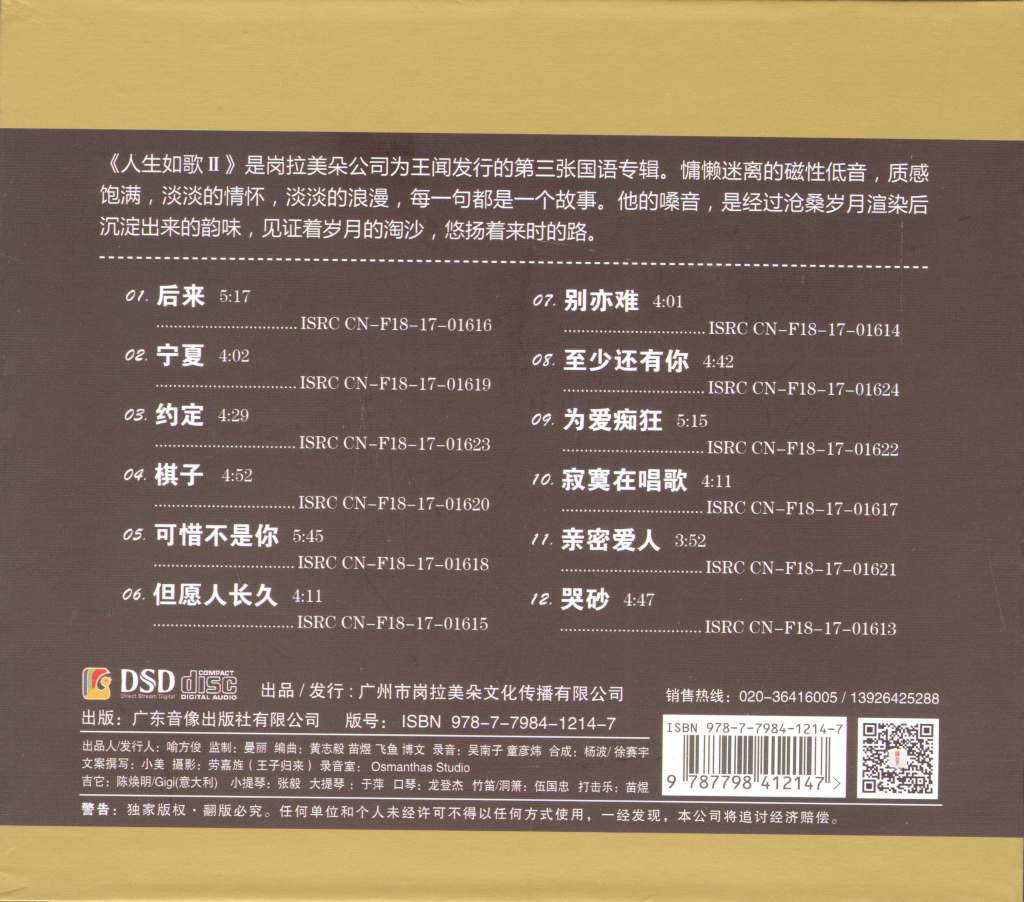 《人生如歌Ⅱ》是岗拉美朵公司为王闻发行的第三张国语专辑。慵懒迷离的磁性低音，质感
饱满，淡淡的情怀，淡淡的浪漫，每一句都是一个故事。他的嗓音，是经过沧桑岁月渲染后
沉淀出来的韵味，见证着岁月的淘沙，悠扬着来时的路。
01. 后来 5:17
ISRC CN-F18-17-01616
02. 宁夏 4:02
ISRC CN-F18-17-01619
03. 约定 4:29
ISRC CN-F18-17-01623
04. 棋子 4:52
ISRC CN-F18-17-01620
05. 可惜不是你 5:45
ISRC CN-F18-17-01618
06. 但愿人长久 4:11
ISRC CN-F18-17-01615
07. 别亦难 4:01
ISRC CN-F18-17-01614
08. 至少还有你 4:42
ISRC CN-F18-17-01624
09. 为爱痴狂 5:15
ISRC CN-F18-17-01622
10. 寂寞在唱歌 4:11
ISRC CN-F18-17-01617
11. 亲密爱人 3:52
ISRC CN-F18-17-01621
12. 哭砂 4:47
ISRC CN-F18-17-01613
DSD
Direct Stream Digital
COMPACT
disc
DIGITAL AUDIO
出品 / 发行：广州市岗拉美朵文化传播有限公司
销售热线：020-36416005 / 13926425288
出版：广东音像出版社有限公司 版号： ISBN 978-7-7984-1214-7
出品人/发行人：喻方俊 监制：曼丽 编曲：黄志毅 苗煜 飞鱼 博文 录音：吴南子 童彦炜 合成：杨波/徐赛宇
文案撰写：小美 摄影：劳嘉旌（王子归来）录音室： Osmanthas Studio
吉它：陈焕明/Gigi(意大利) 小提琴：张毅 大提琴：于萍 口琴：龙登杰 竹笛/洞箫：伍国忠 打击乐：苗煜
ISBN 978-7-7984-1214-7
9 787798 412147 >
警告：独家版权·翻版必究。任何单位和个人未经许可不得以任何方式使用，一经发现，本公司将追讨经济赔偿。